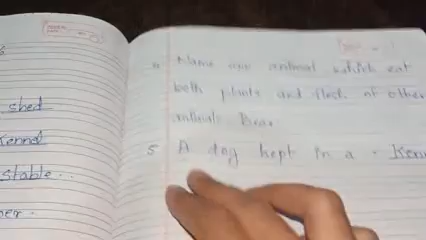 shed
Kennel
Stable..
4. Name one animal which eat
both plants and flesh of other
animals Bear
5 A dog kept in a - Kenn